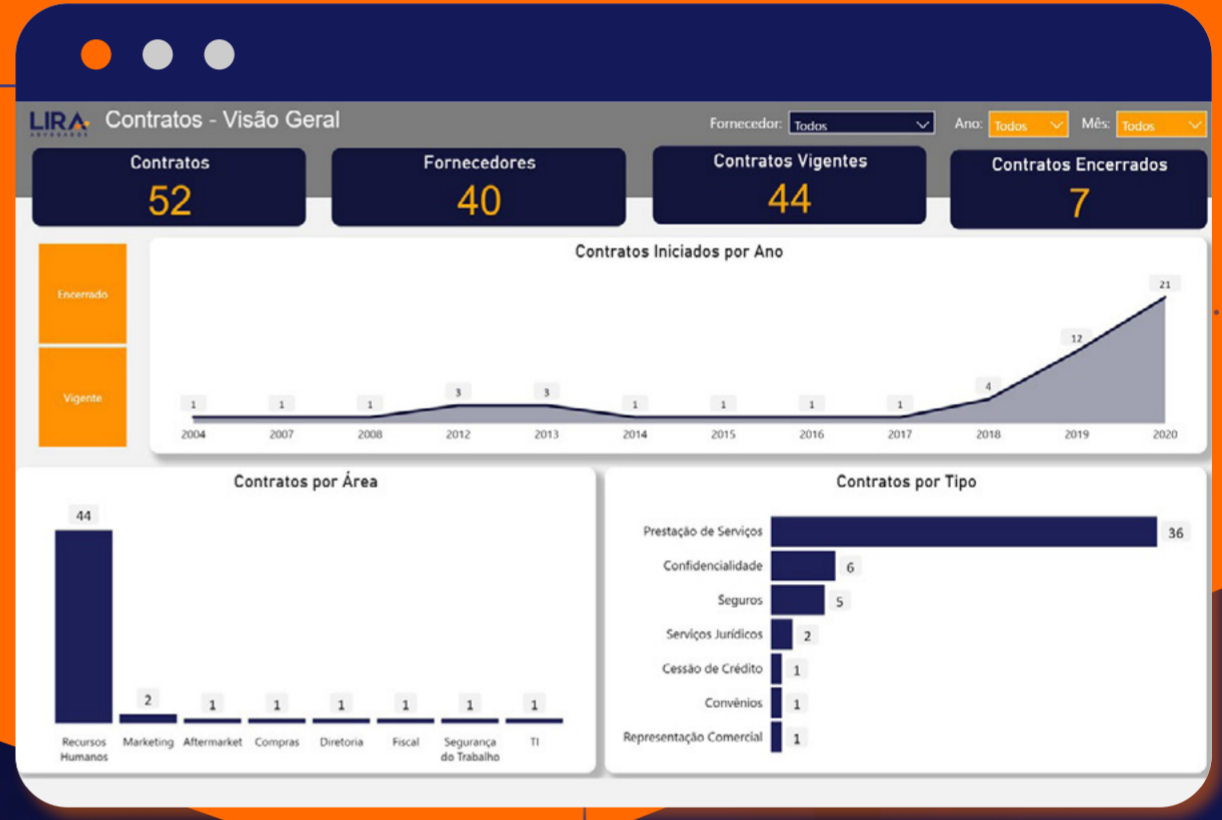 LIRA Contratos - Visão Geral
ADVOGADOS
Fornecedor: Todos
Ano: Todos
Mês: Todos
Contratos
52
Fornecedores
40
Contratos Vigentes
44
Contratos Encerrados
7
Encerrado
Vigente
Contratos Iniciados por Ano
1 1 1 3 3 1 1 1 1 4 12 21
2004 2007 2008 2012 2013 2014 2015 2016 2017 2018 2019 2020
Contratos por Área
44 2 1 1 1 1 1 1
Recursos Marketing Aftermarket Compras Diretoria Fiscal Segurança TI
Humanos do Trabalho
Contratos por Tipo
Prestação de Serviços 36
Confidencialidade 6
Seguros 5
Serviços Jurídicos 2
Cessão de Crédito 1
Convênios 1
Representação Comercial 1